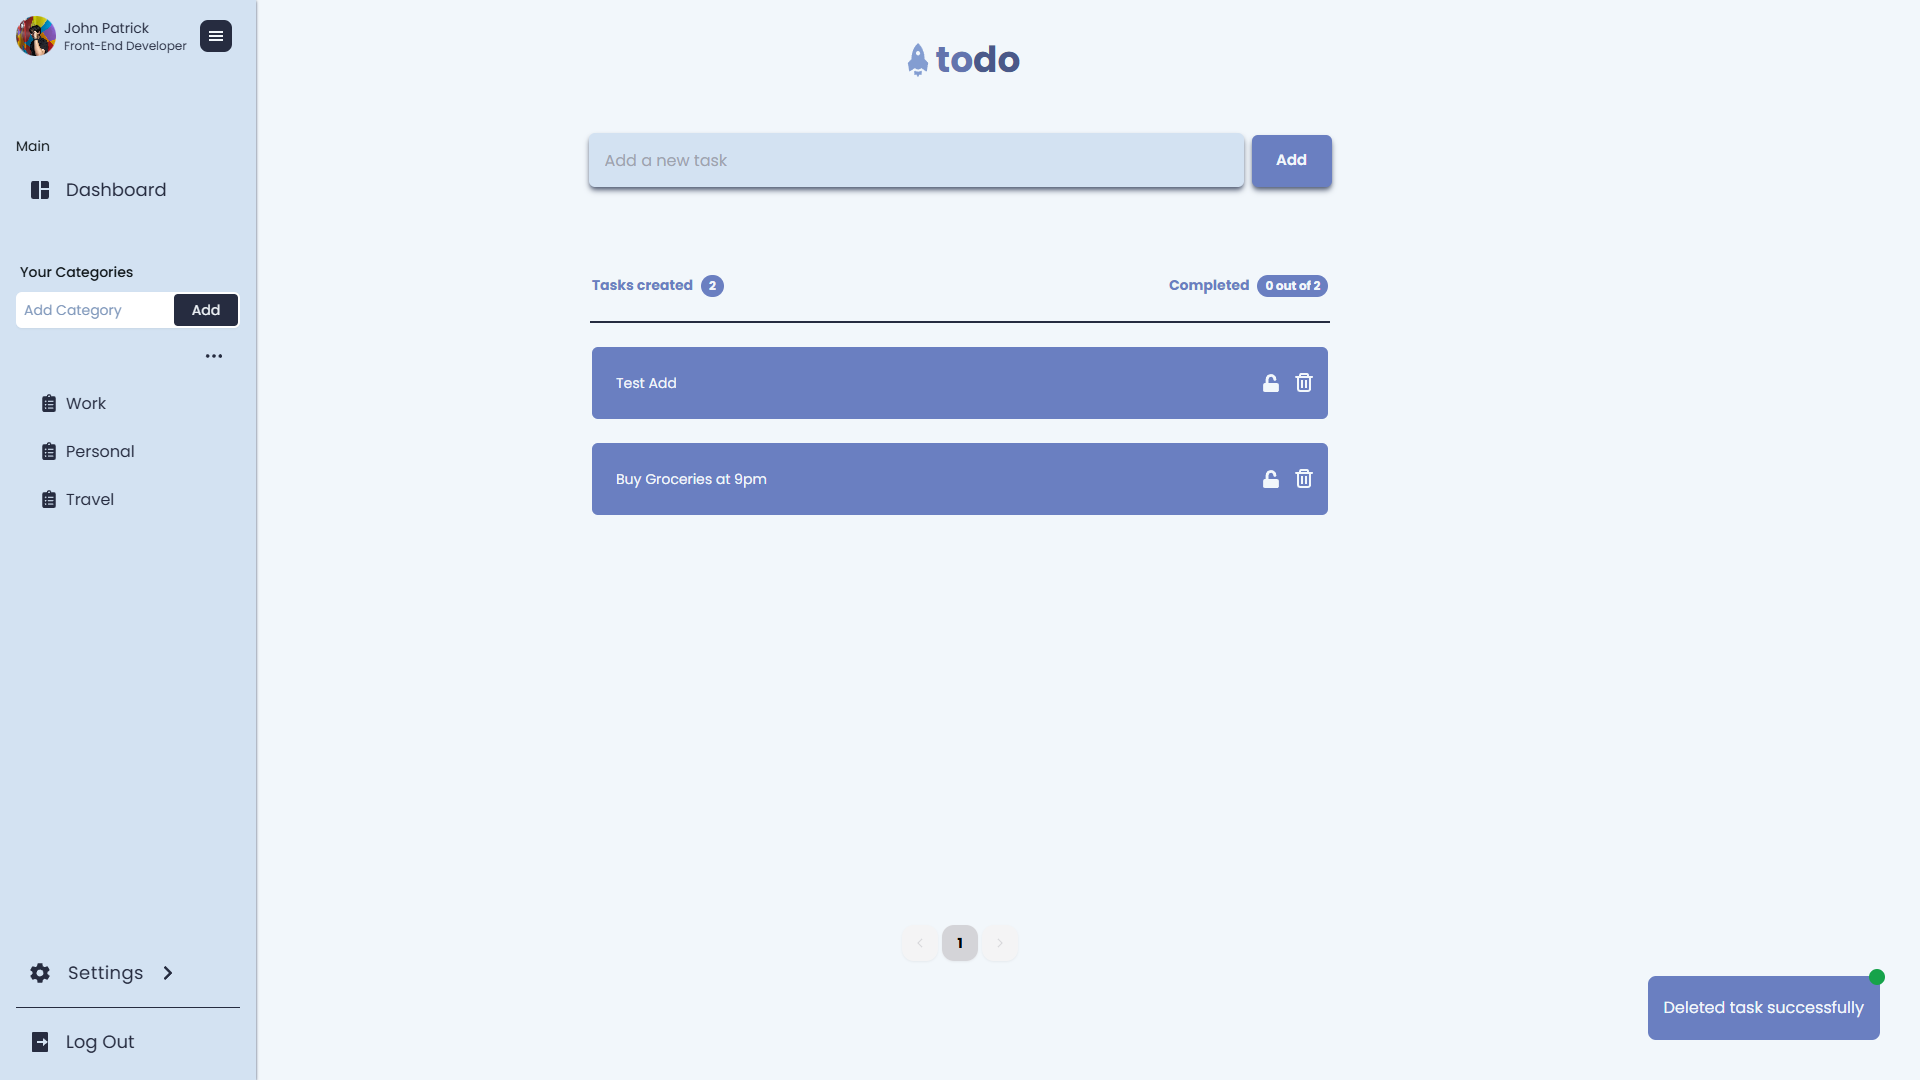 John Patrick
Front-End Developer
Main
Dashboard
Your Categories
Add Category
Add
Work
Personal
Travel
Settings
Log Out
todo
Add a new task
Add
Tasks created 2
Completed 0 out of 2
Test Add
Buy Groceries at 9pm
< 1 >
Deleted task successfully